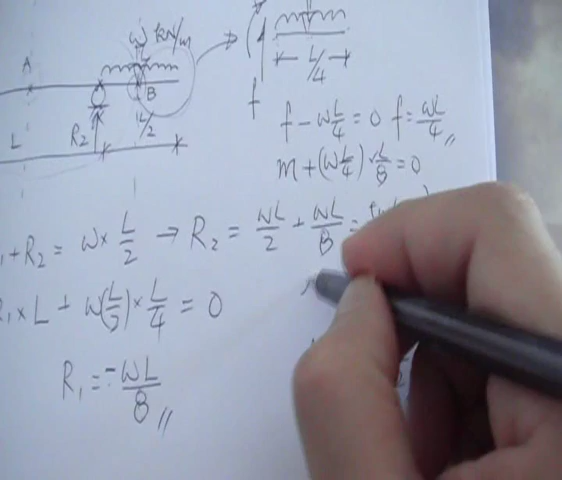 ω kN/m
A
B
L/4
f
L
R₂
L/2
f - ωL/4 = 0 f = ωL/4 //
m + (ωL/4) × L/8 = 0
+ R₂ = ω × L/2 → R₂ = ωL/2 + ωL/8 =
× L + ω(L/2) × L/4 = 0
R₁ = - ωL/8 //